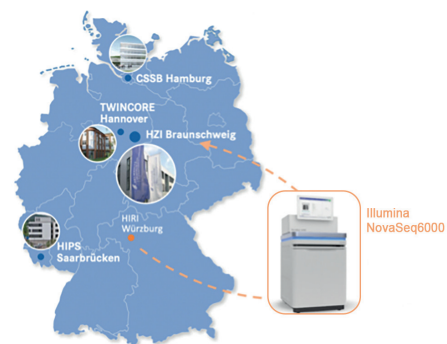 CSSB Hamburg
TWINCORE
Hannover
HZI Braunschweig
HIRI
Würzburg
HIPS
Saarbrücken
Illumina
NovaSeq6000